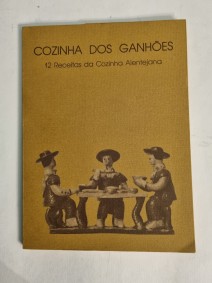 COZINHA DOS GANHÕES
12 Receitas da Cozinha Alentejana